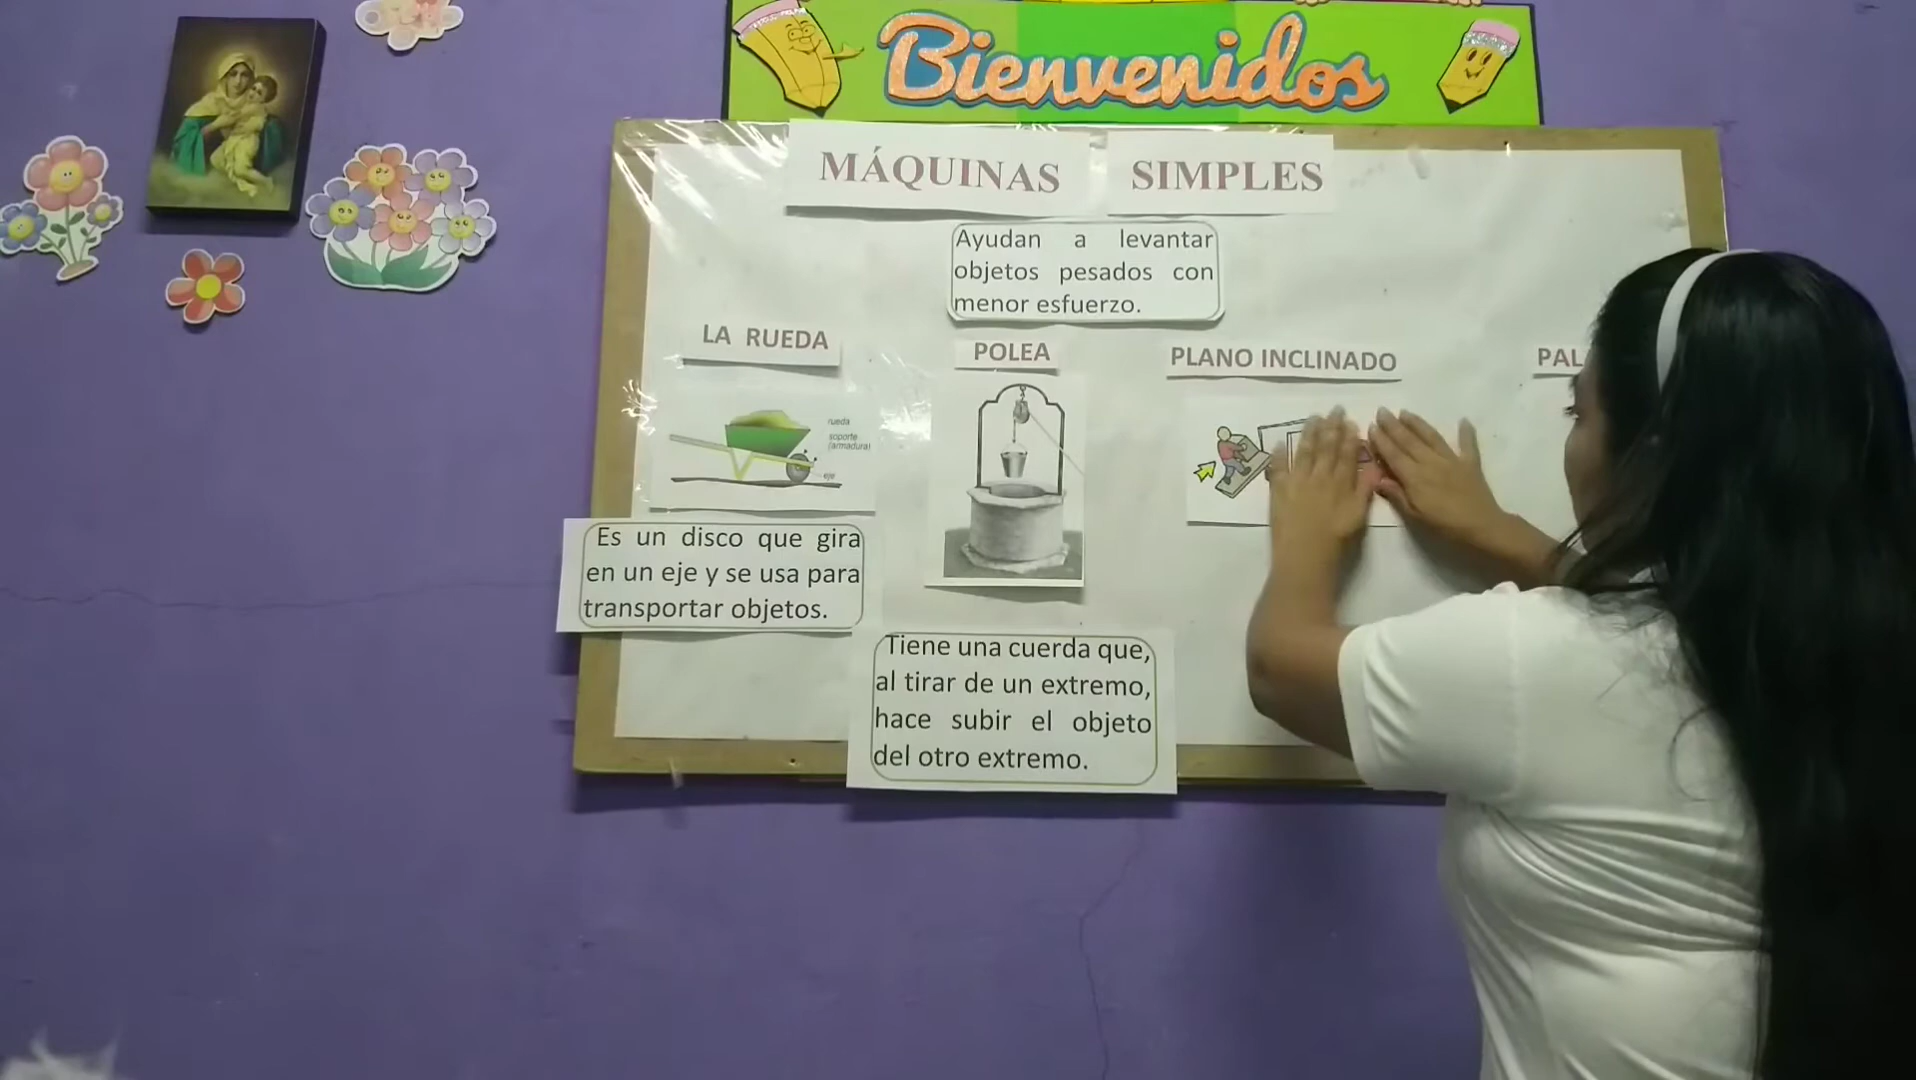 Bienvenidos
MÁQUINAS SIMPLES
Ayudan a levantar
objetos pesados con
menor esfuerzo.
LA RUEDA
rueda
soporte
(armadura)
eje
Es un disco que gira
en un eje y se usa para
transportar objetos.
POLEA
Tiene una cuerda que,
al tirar de un extremo,
hace subir el objeto
del otro extremo.
PLANO INCLINADO